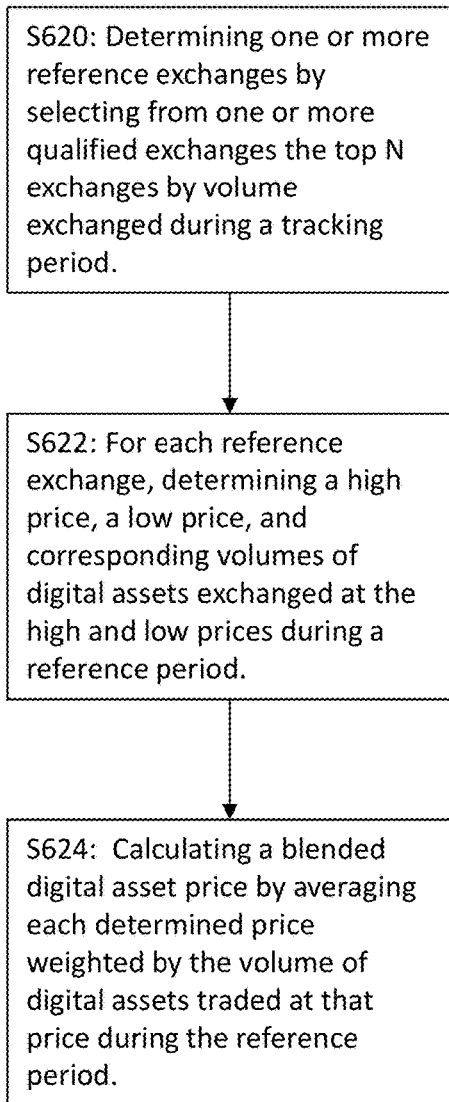 S620: Determining one or more
reference exchanges by
selecting from one or more
qualified exchanges the top N
exchanges by volume
exchanged during a tracking
period.
S622: For each reference
exchange, determining a high
price, a low price, and
corresponding volumes of
digital assets exchanged at the
high and low prices during a
reference period.
S624: Calculating a blended
digital asset price by averaging
each determined price
weighted by the volume of
digital assets traded at that
price during the reference
period.